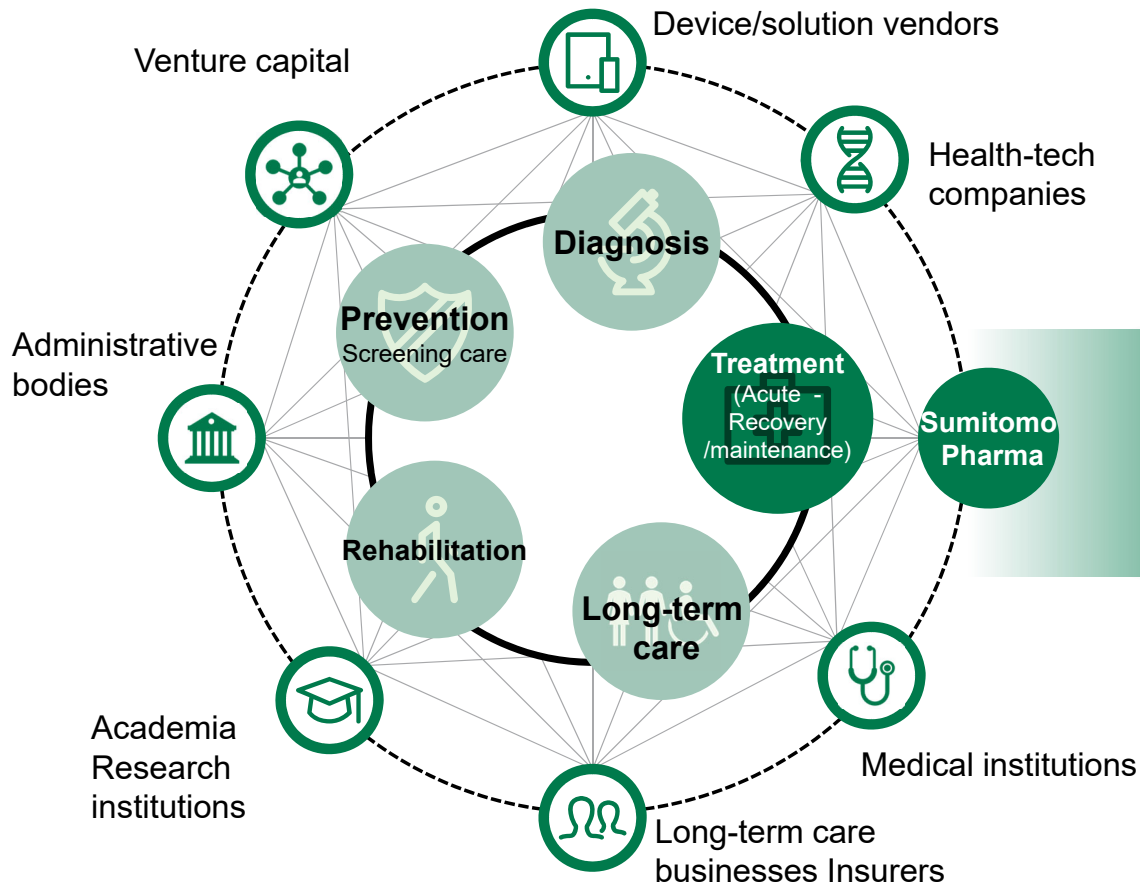 Device/solution vendors
Venture capital
Health-tech
companies
Diagnosis
Prevention
Screening care
Administrative
bodies
Treatment
(Acute -
Recovery
/maintenance)
Sumitomo
Pharma
Rehabilitation
Long-term
care
Academia
Research
institutions
Medical institutions
Long-term care
businesses Insurers